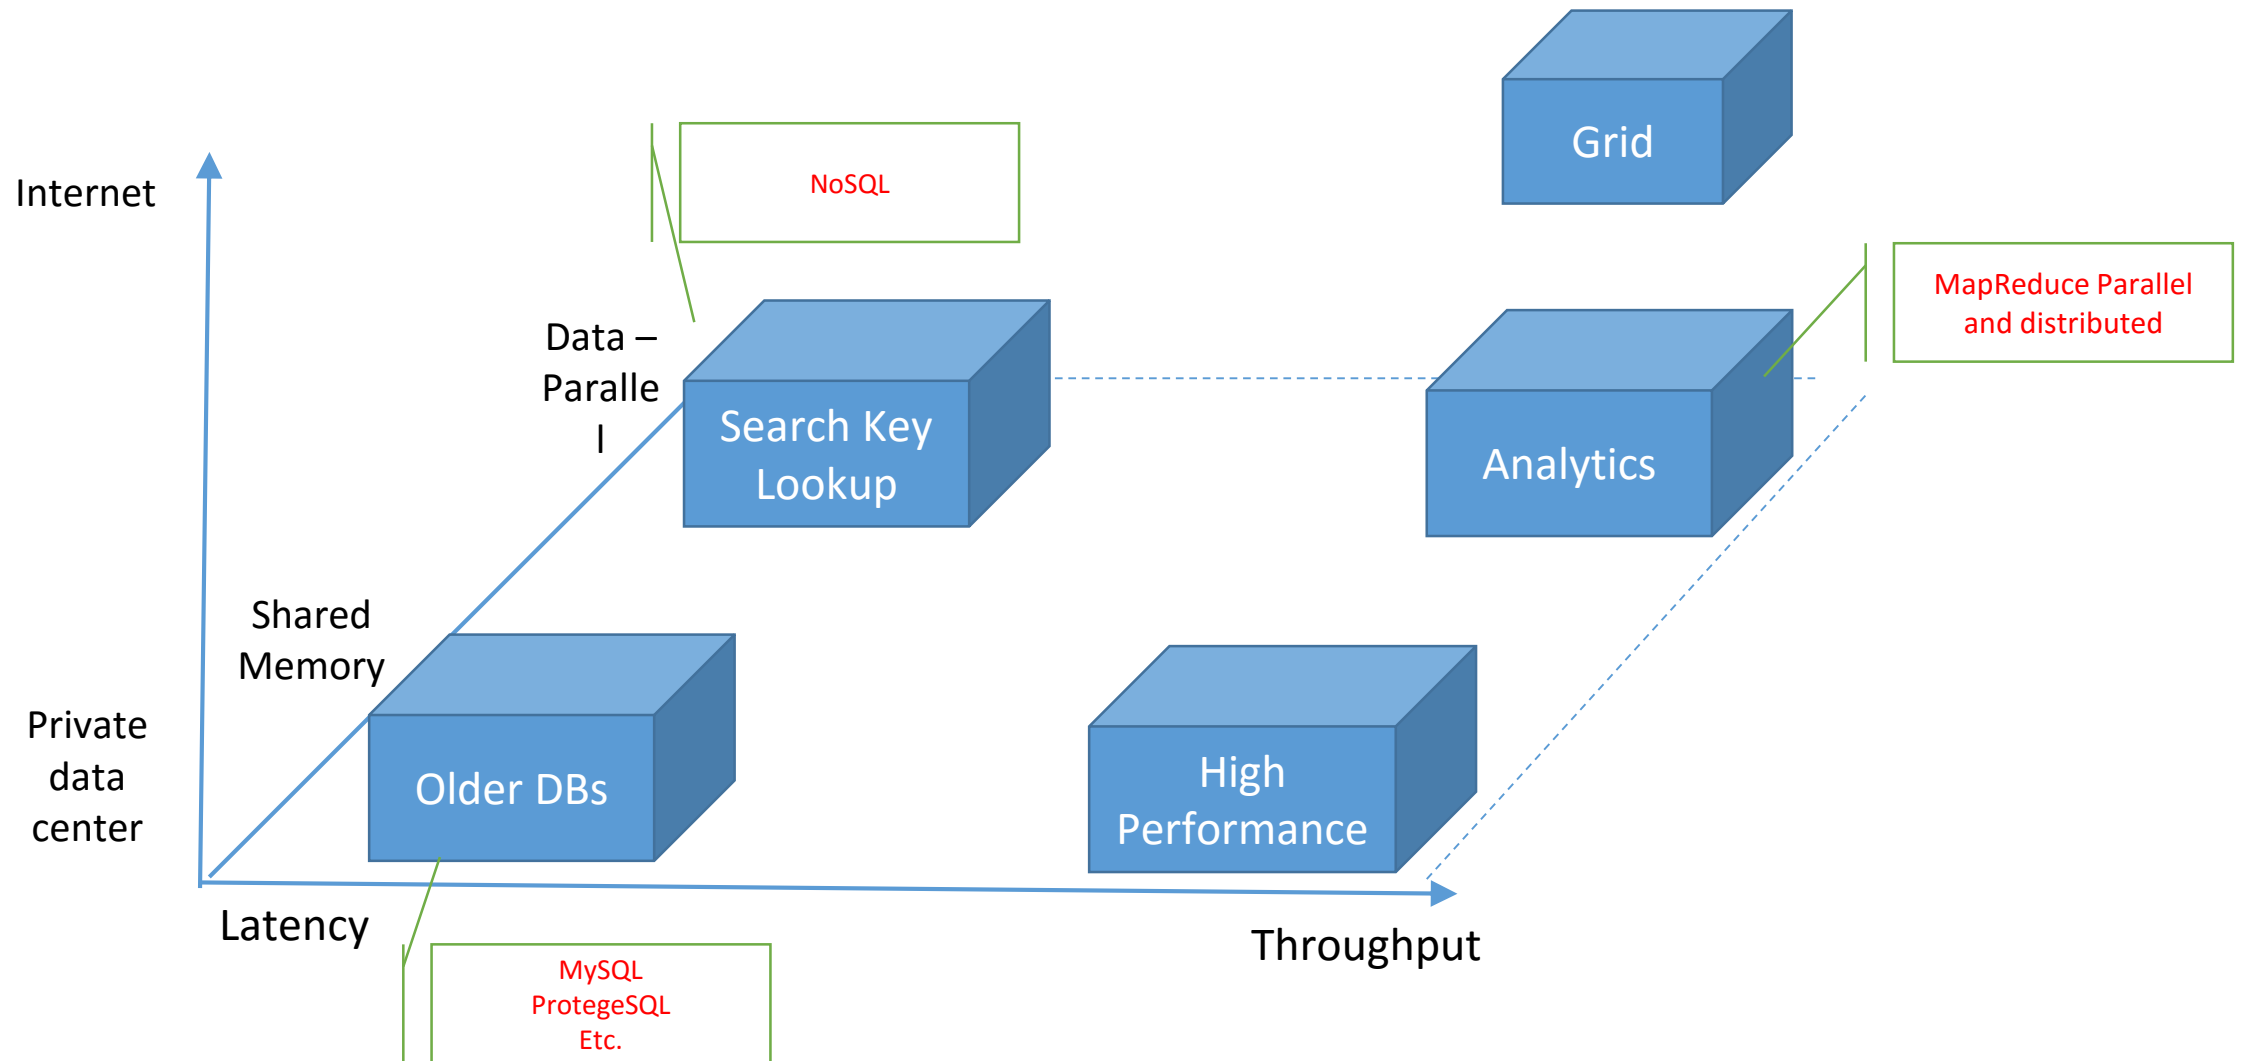 Grid
Internet
NoSQL
MapReduce Parallel
and distributed
Data –
Paralle
l
Search Key
Lookup
Analytics
Shared
Memory
Private
data
center
Older DBs
High
Performance
Latency
Throughput
MySQL
ProtegeSQL
Etc.